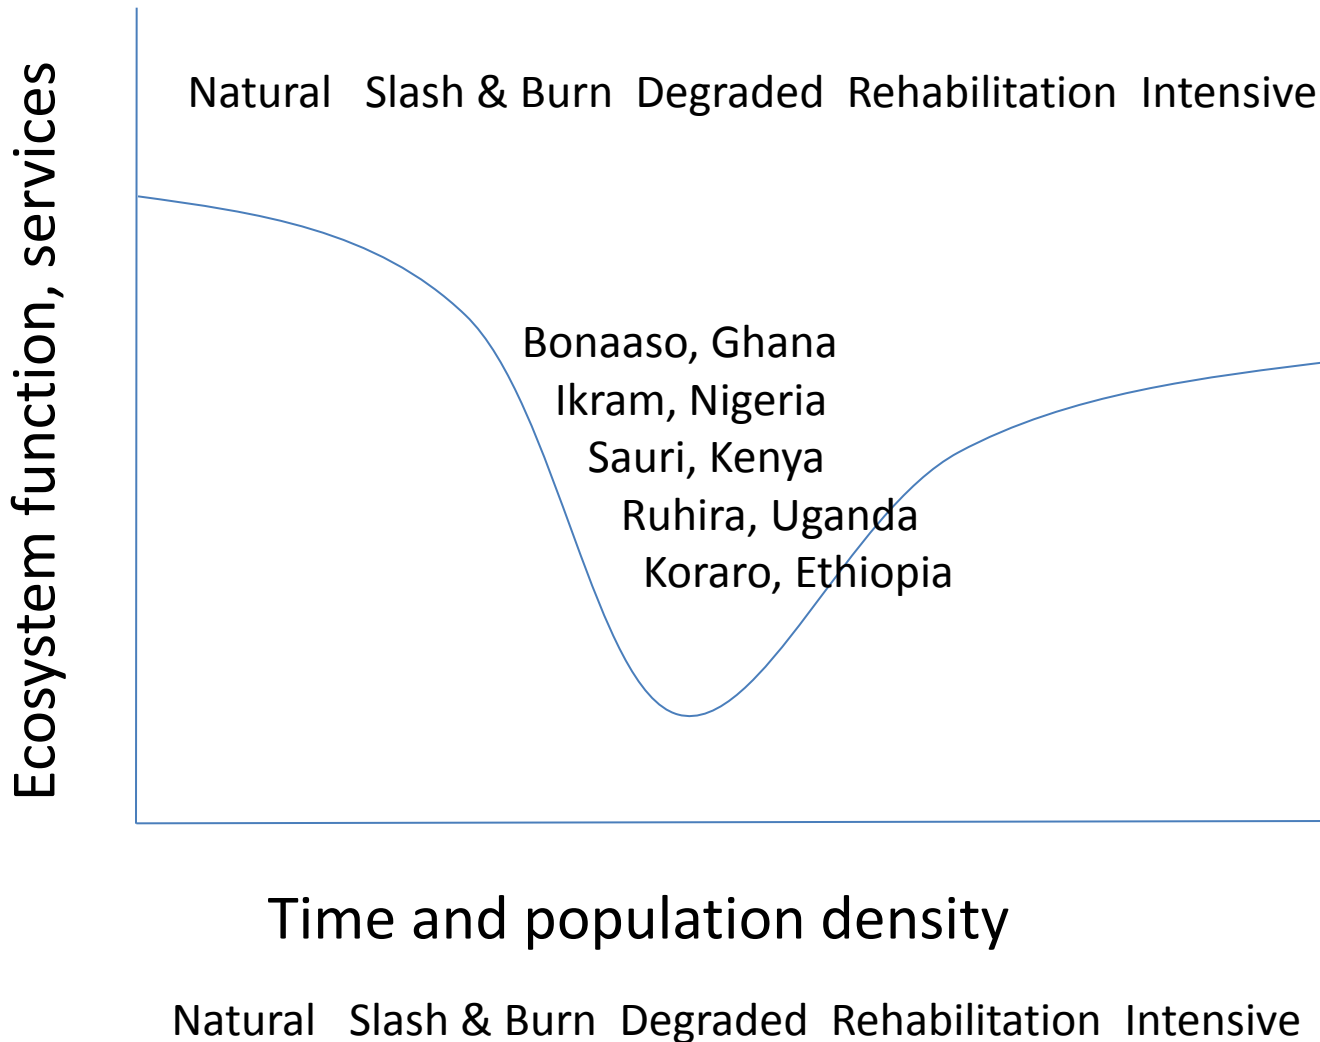 Natural Slash & Burn Degraded Rehabilitation Intensive
Ecosystem function, services
Bonaaso, Ghana
Ikram, Nigeria
Sauri, Kenya
Ruhira, Uganda
Koraro, Ethiopia
Time and population density
Natural Slash & Burn Degraded Rehabilitation Intensive